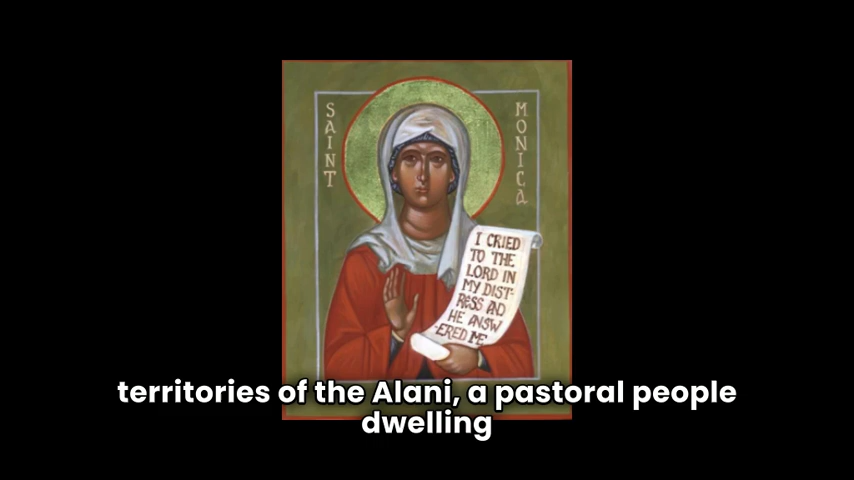 SAINT
MONICA
I CRIED
TO THE
LORD IN
MY DIST-
RESS AND
HE ANSW
-ERED ME
territories of the Alani, a pastoral people
dwelling